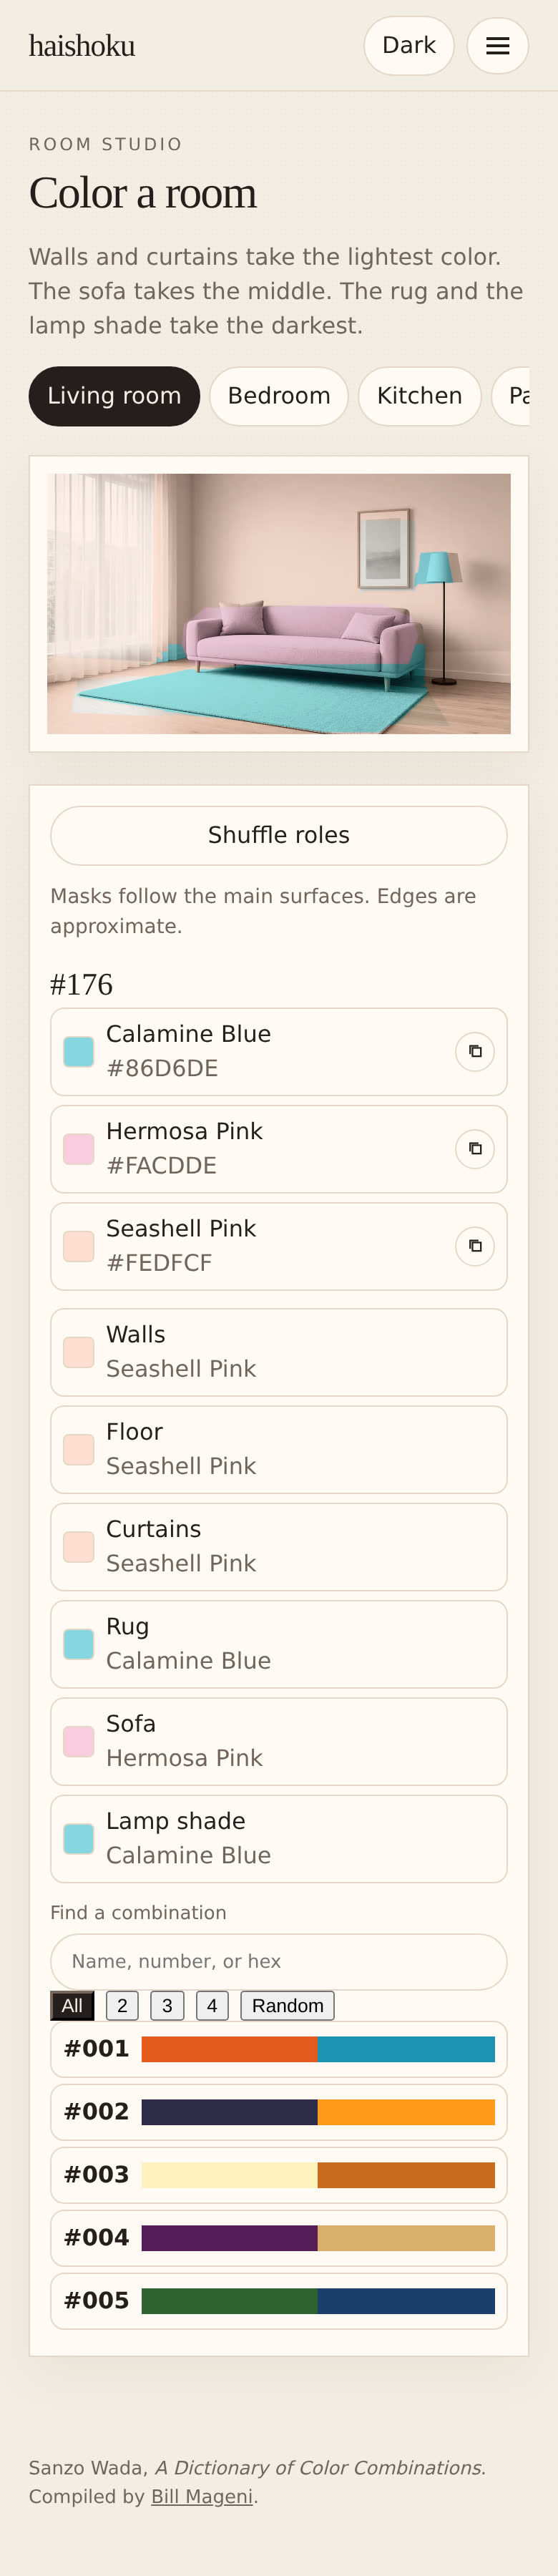 haishoku
Dark
ROOM STUDIO
Color a room
Walls and curtains take the lightest color.
The sofa takes the middle. The rug and the
lamp shade take the darkest.
Living room
Bedroom
Kitchen
Pa
Shuffle roles
Masks follow the main surfaces. Edges are
approximate.
#176
Calamine Blue
#86D6DE
Hermosa Pink
#FACDDE
Seashell Pink
#FEDFCF
Walls
Seashell Pink
Floor
Seashell Pink
Curtains
Seashell Pink
Rug
Calamine Blue
Sofa
Hermosa Pink
Lamp shade
Calamine Blue
Find a combination
Name, number, or hex
All
2
3
4
Random
#001
#002
#003
#004
#005
Sanzo Wada, A Dictionary of Color Combinations.
Compiled by Bill Mageni.